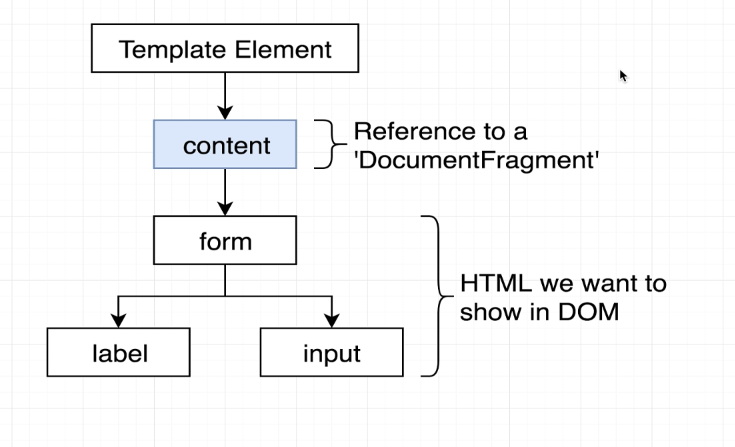 Template Element
content
Reference to a
'DocumentFragment'
form
HTML we want to
show in DOM
label
input